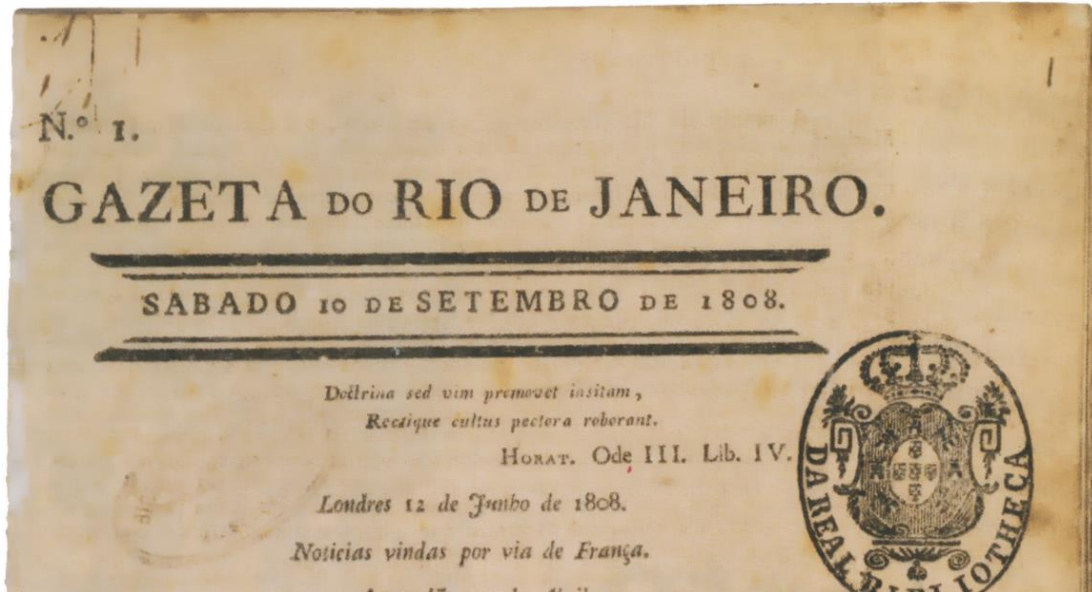 N.º 1.
GAZETA DO RIO DE JANEIRO.
SABADO 10 DE SETEMBRO DE 1808.
Doctrina sed vim promovet insitam,
Rectique cultus pectora roborant.
HORAT. Ode III. Lib. IV.
Londres 12 de Junho de 1808.
Noticias vindas por via de França.
DA REAL BIBLIOTHECA